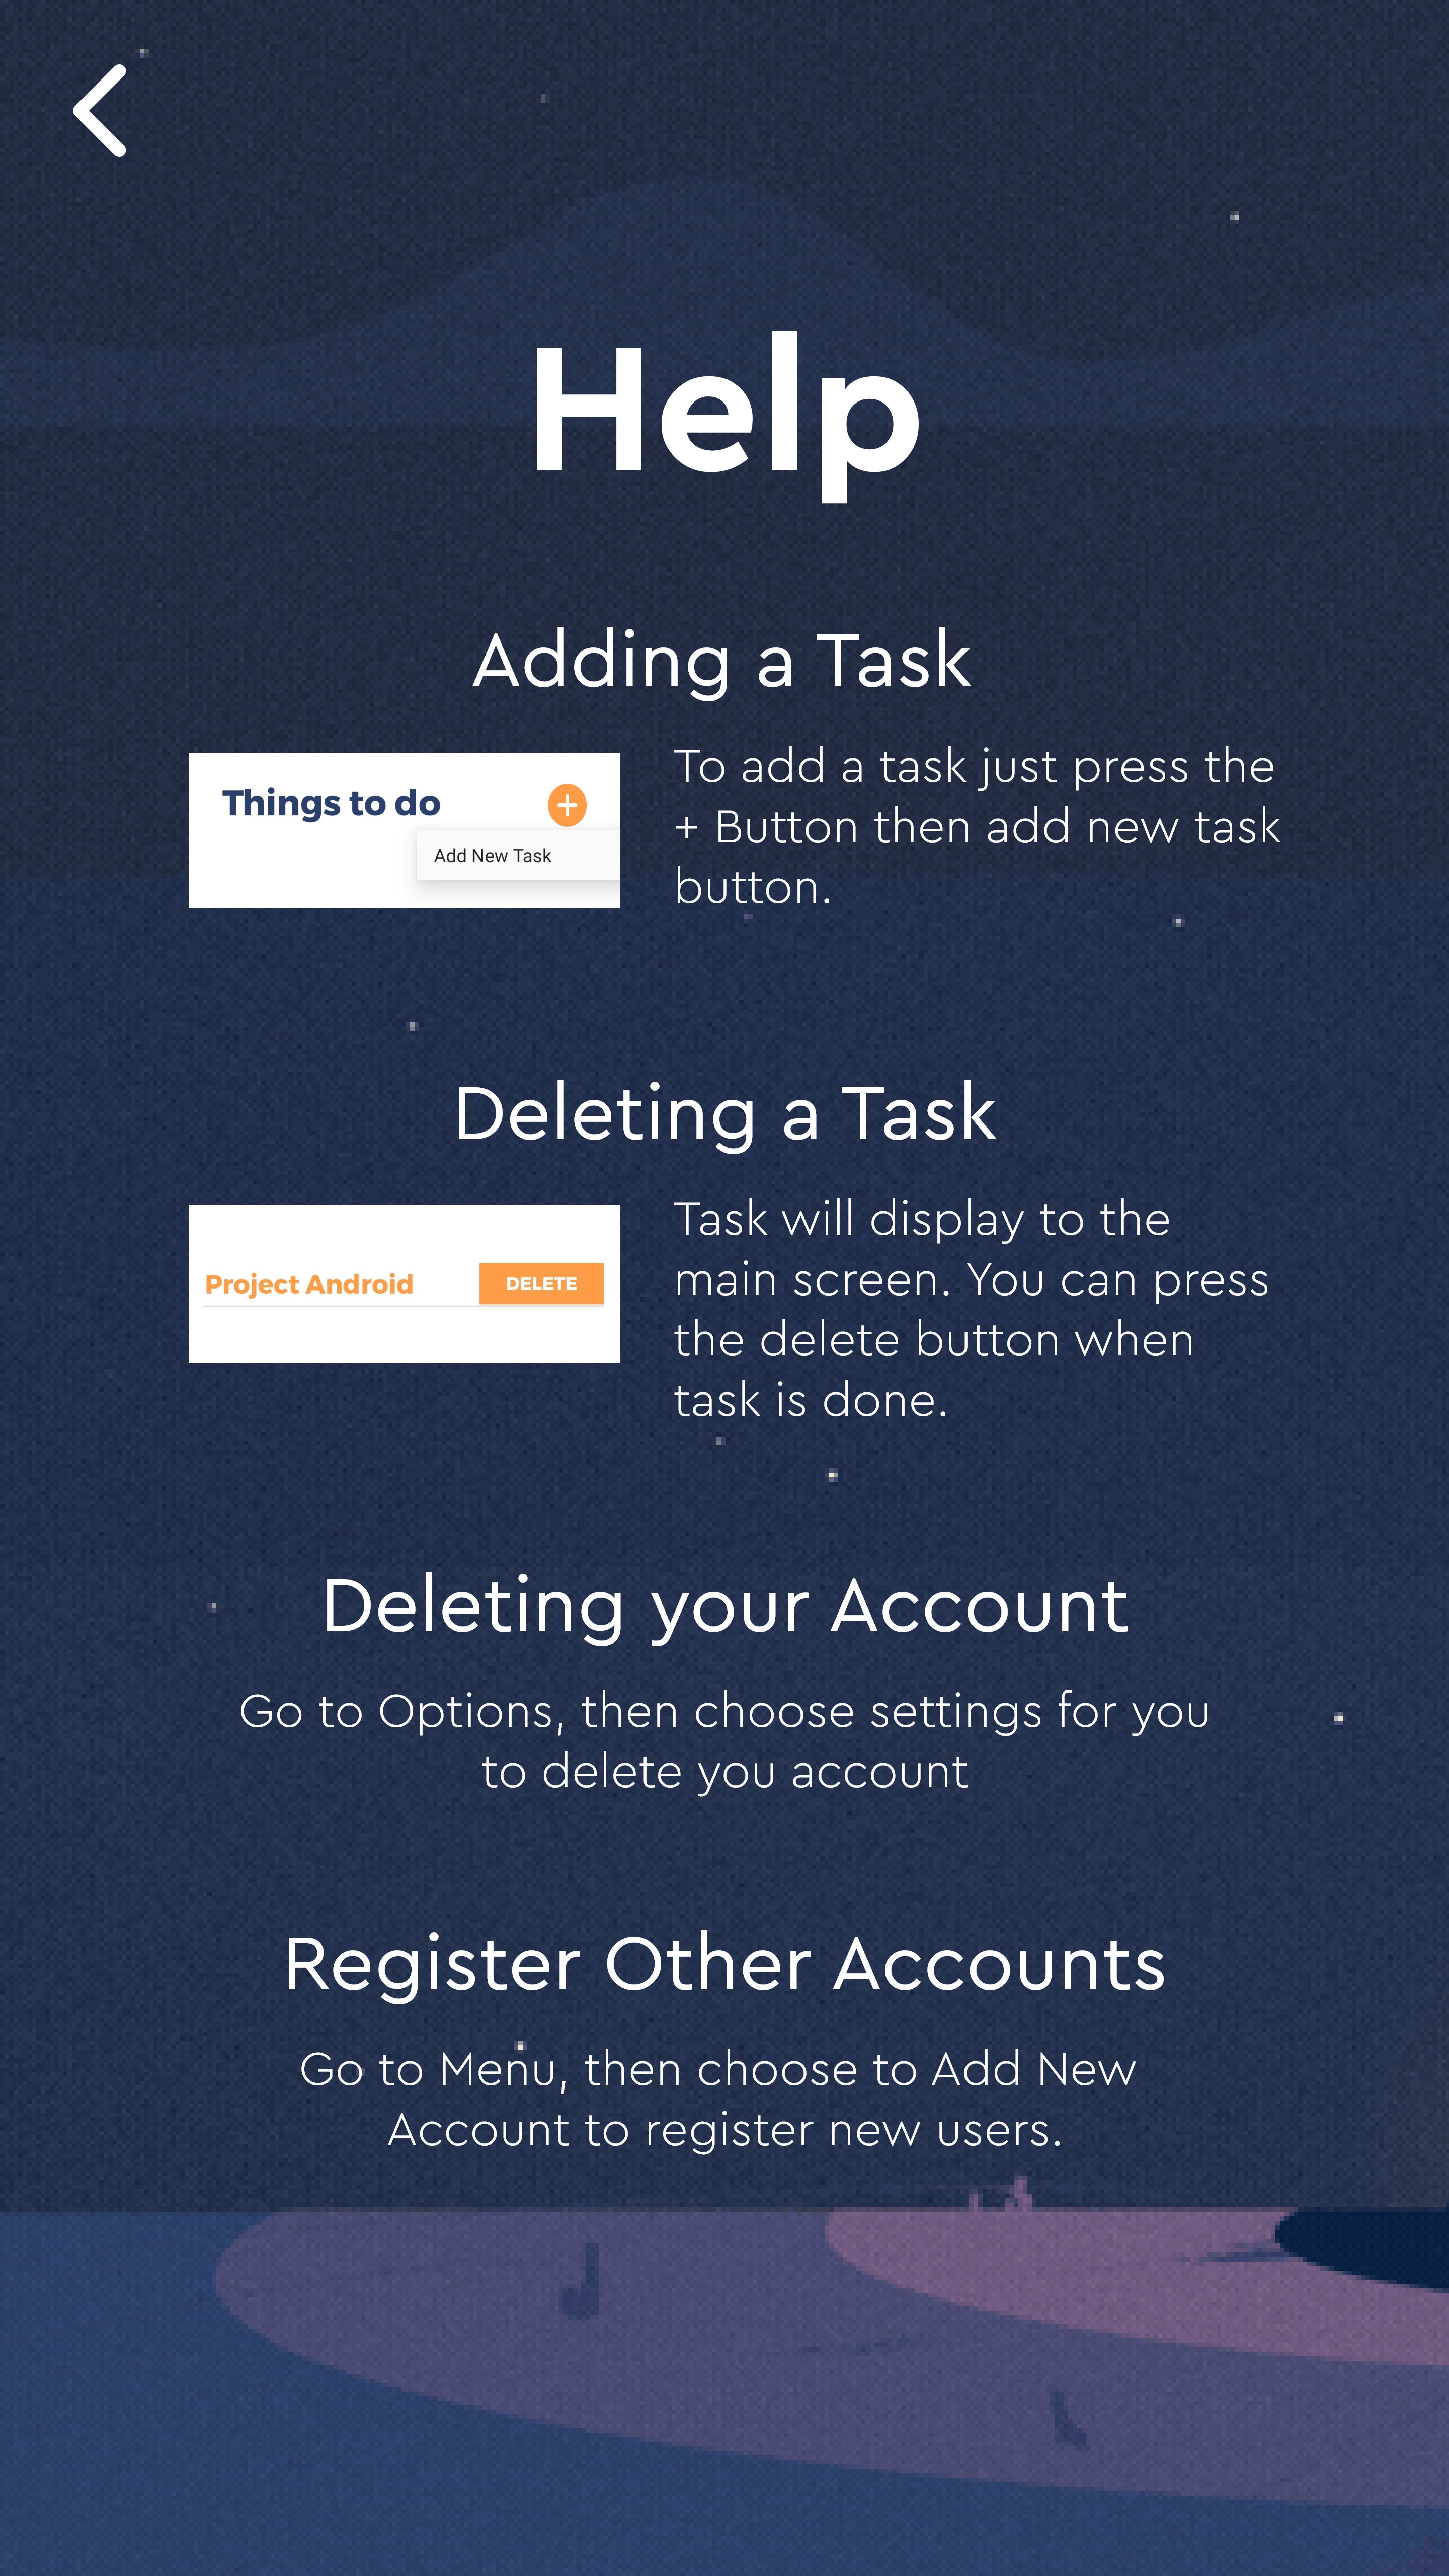 Help
Adding a Task
Things to do
+
Add New Task
To add a task just press the
+ Button then add new task
button.
Deleting a Task
Project Android
DELETE
Task will display to the
main screen. You can press
the delete button when
task is done.
Deleting your Account
Go to Options, then choose settings for you
to delete you account
Register Other Accounts
Go to Menu, then choose to Add New
Account to register new users.